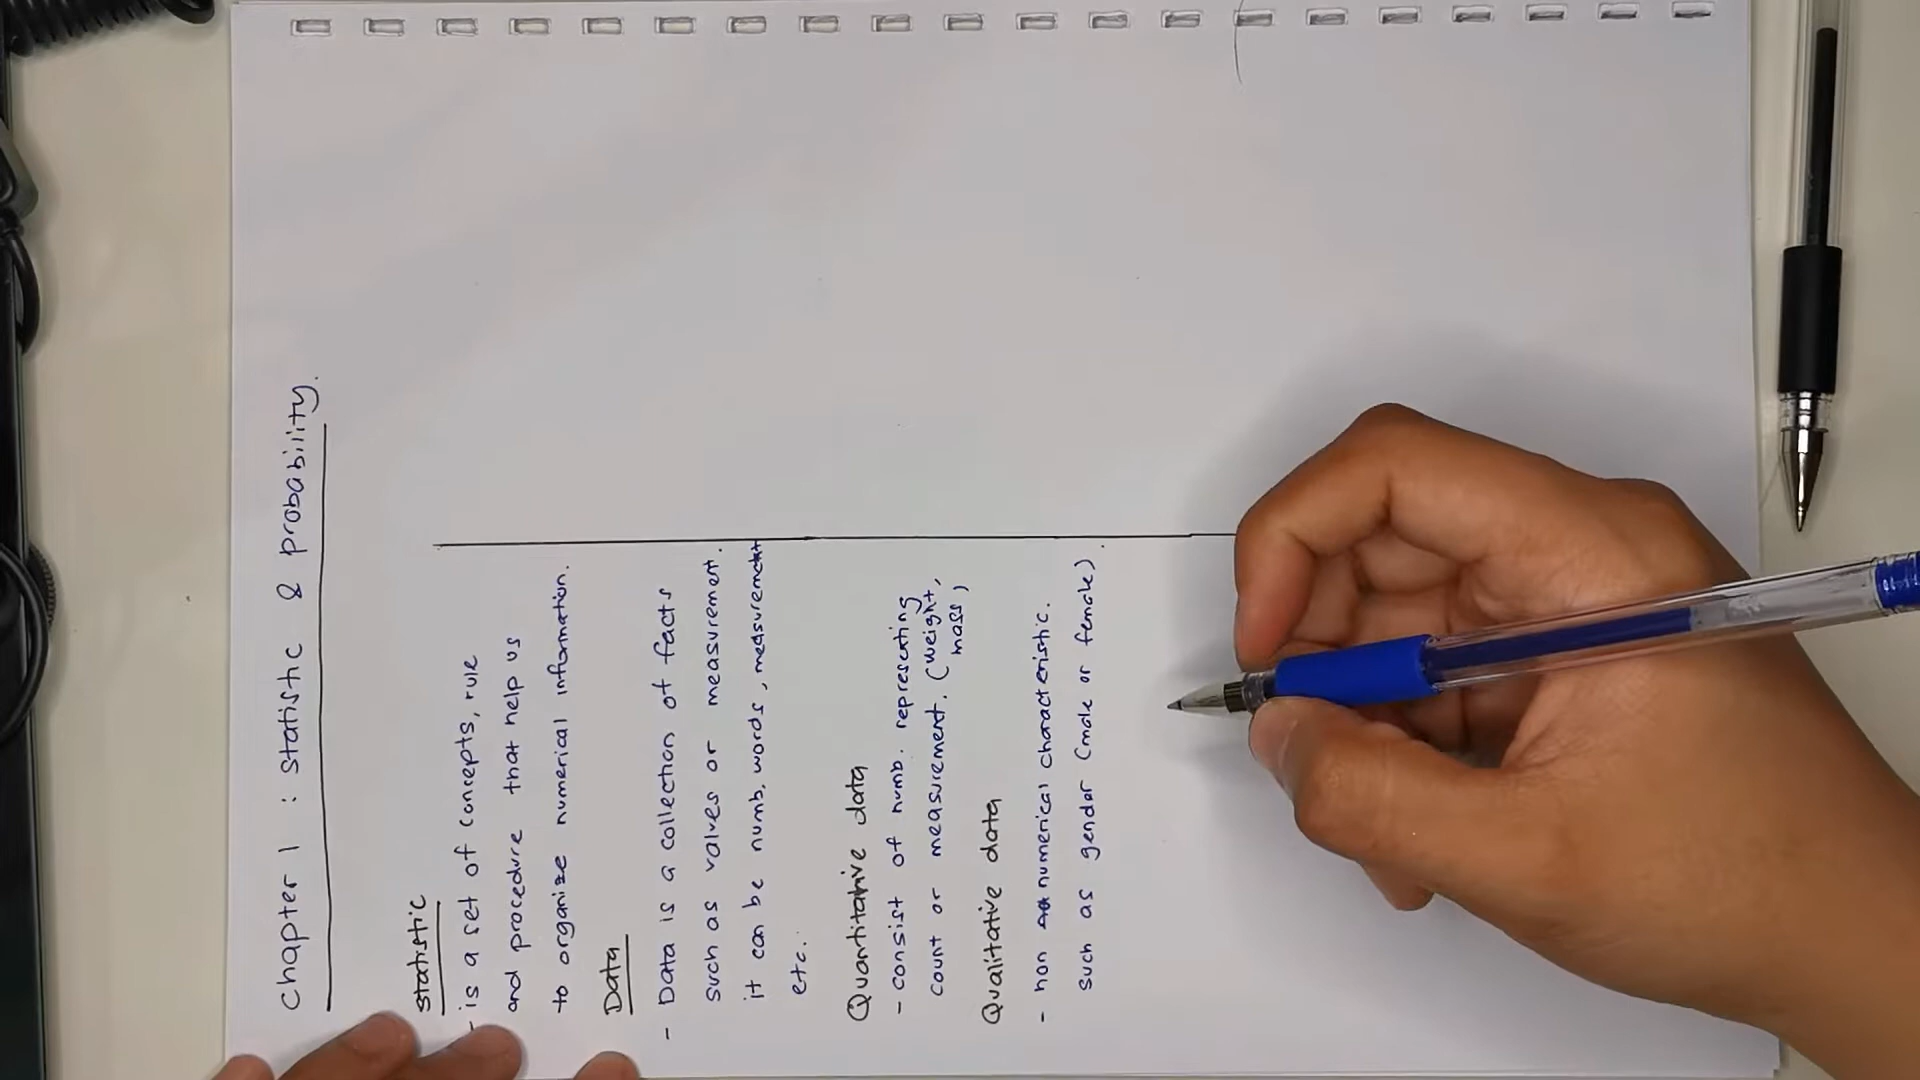 Chapter 1 : statistic & probability.
statistic
- is a set of concepts, rule
and procedure that help us
to organize numerical information.
Data
- Data is a collection of facts
such as values or measurement.
it can be numb. words, measurement
etc.
Quantitative data
- consist of numb. representing
count or measurement. (weight,
mass)
Qualitative data
- non numerical characteristic.
such as gender (male or female).